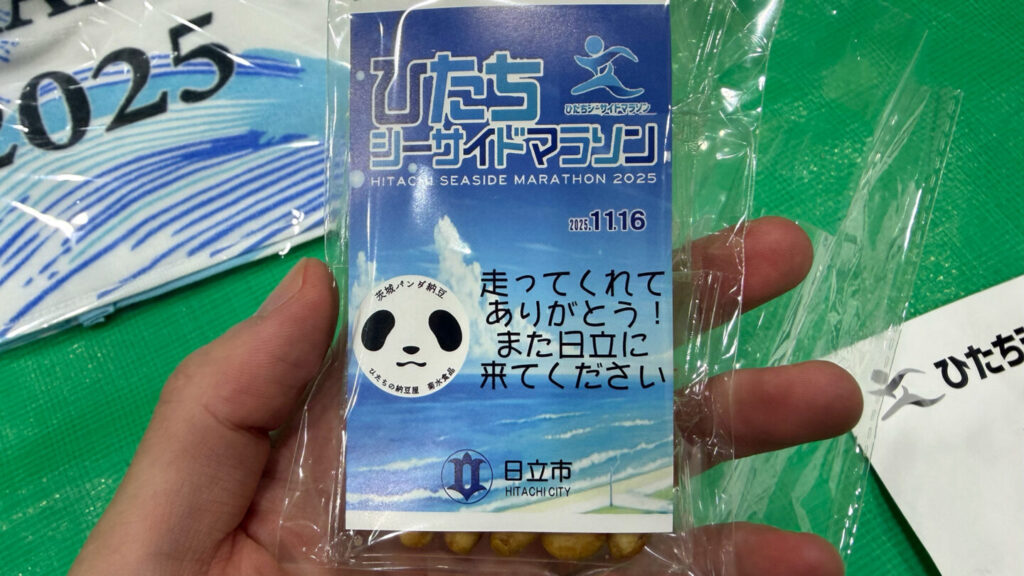 2025
ひたち
シーサイドマラソン
HITACHI SEASIDE MARATHON 2025
ひたちシーサイドマラソン
2025.11.16
走ってくれて
ありがとう!
また日立に
来てください
茨城パンダ納豆
ひたちの納豆屋 菊水食品
日立市
HITACHI CITY
ひたち